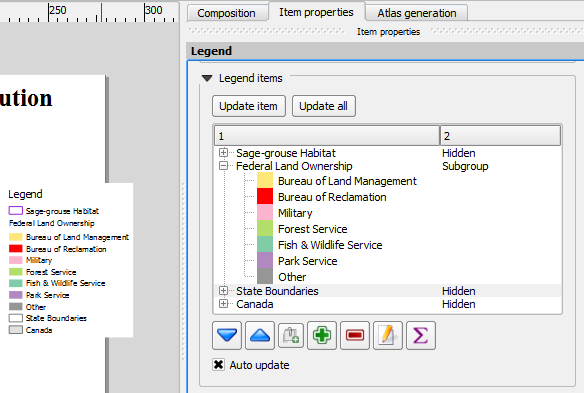 250
300
Composition
Item properties
Atlas generation
Item properties
Legend
ution
Legend
Sage-grouse Habitat
Federal Land Ownership
Bureau of Land Management
Bureau of Reclamation
Military
Forest Service
Fish & Wildlife Service
Park Service
Other
State Boundaries
Canada
Legend items
Update item
Update all
1 2
Sage-grouse Habitat Hidden
Federal Land Ownership Subgroup
Bureau of Land Management
Bureau of Reclamation
Military
Forest Service
Fish & Wildlife Service
Park Service
Other
State Boundaries Hidden
Canada Hidden
Σ
Auto update